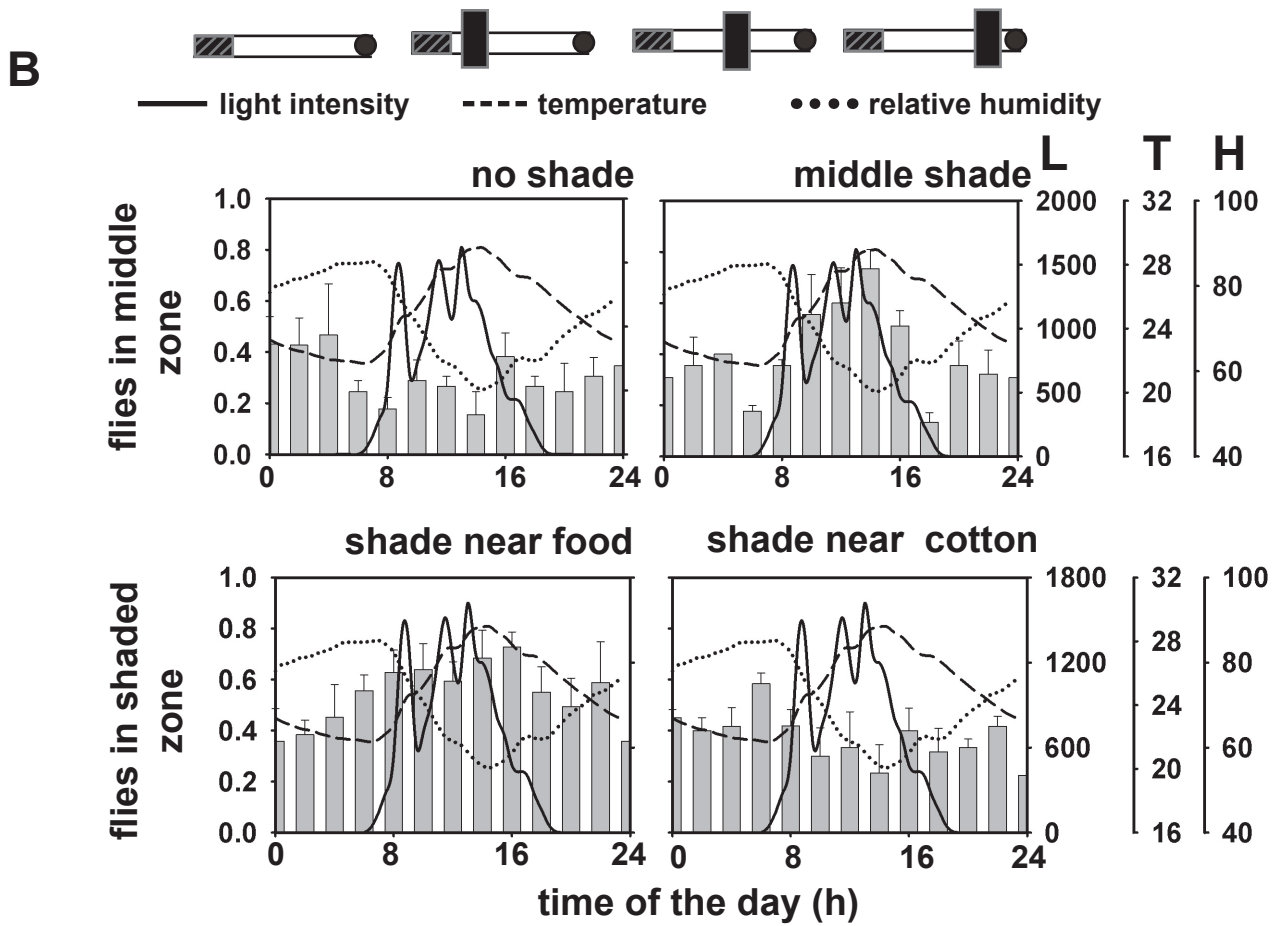 B
light intensity temperature relative humidity
L T H
no shade middle shade
flies in middle
zone
1.0
0.8
0.6
0.4
0.2
0.0
0 8 16 24
0 8 16 24
2000
1500
1000
500
0
32
28
24
20
16
100
80
60
40
shade near food shade near cotton
flies in shaded
zone
1.0
0.8
0.6
0.4
0.2
0.0
0 8 16 24
0 8 16 24
1800
1200
600
0
32
28
24
20
16
100
80
60
40
time of the day (h)